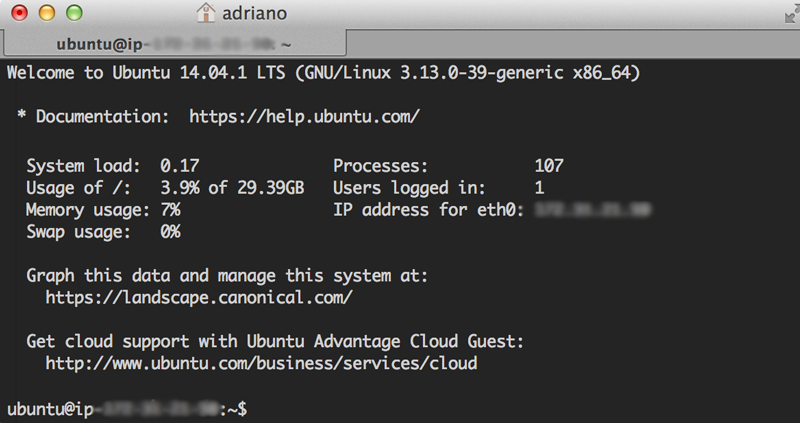 adriano
ubuntu@ip- : ~
Welcome to Ubuntu 14.04.1 LTS (GNU/Linux 3.13.0-39-generic x86_64)
* Documentation:  https://help.ubuntu.com/
System load:  0.17 Processes: 107
Usage of /:   3.9% of 29.39GB Users logged in: 1
Memory usage: 7% IP address for eth0:
Swap usage:   0%
Graph this data and manage this system at:
https://landscape.canonical.com/
Get cloud support with Ubuntu Advantage Cloud Guest:
http://www.ubuntu.com/business/services/cloud
ubuntu@ip- :~$